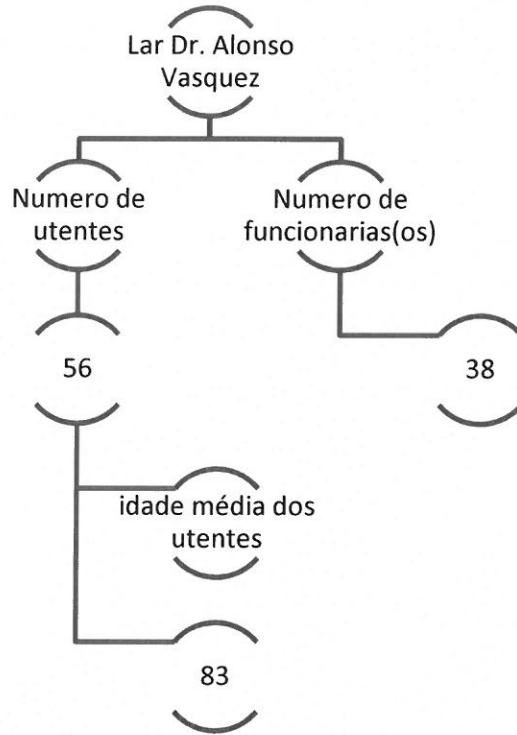 Lar Dr. Alonso
Vasquez
Numero de
utentes
Numero de
funcionarias(os)
56
38
idade média dos
utentes
83